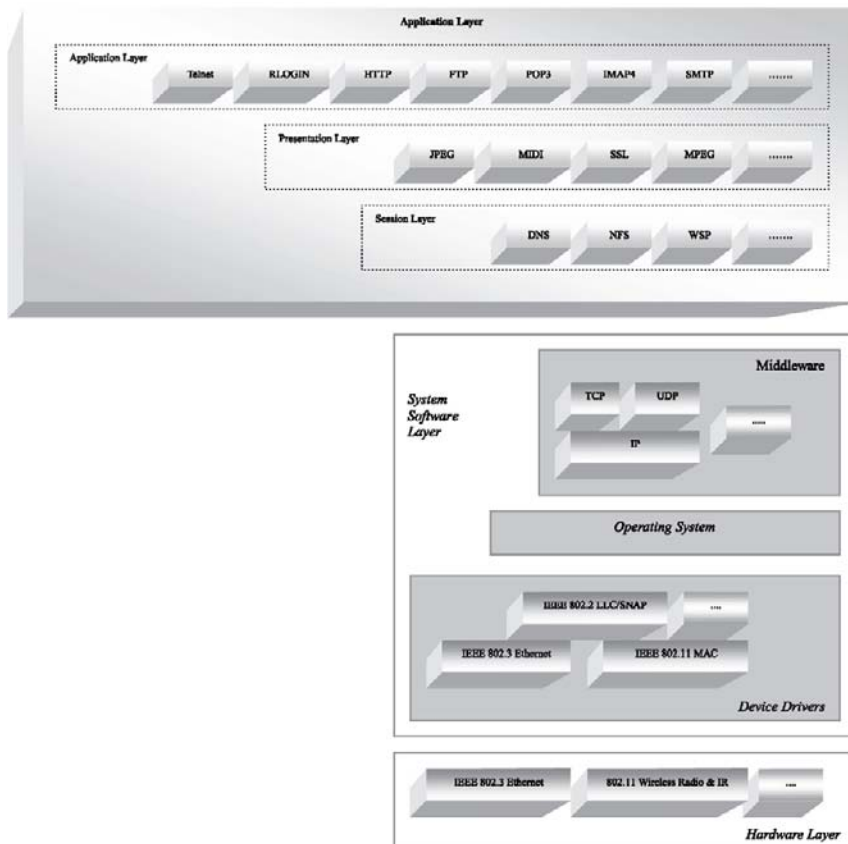 Application Layer
Application Layer
Telnet RLOGIN HTTP FTP POP3 IMAP4 SMTP .......
Presentation Layer
JPEG MIDI SSL MPEG .......
Session Layer
DNS NFS WSP .......
Middleware
System
Software
Layer
TCP UDP
.....
IP
Operating System
IEEE 802.2 LLC/SNAP ....
IEEE 802.3 Ethernet IEEE 802.11 MAC
Device Drivers
IEEE 802.3 Ethernet 802.11 Wireless Radio & IR ....
Hardware Layer